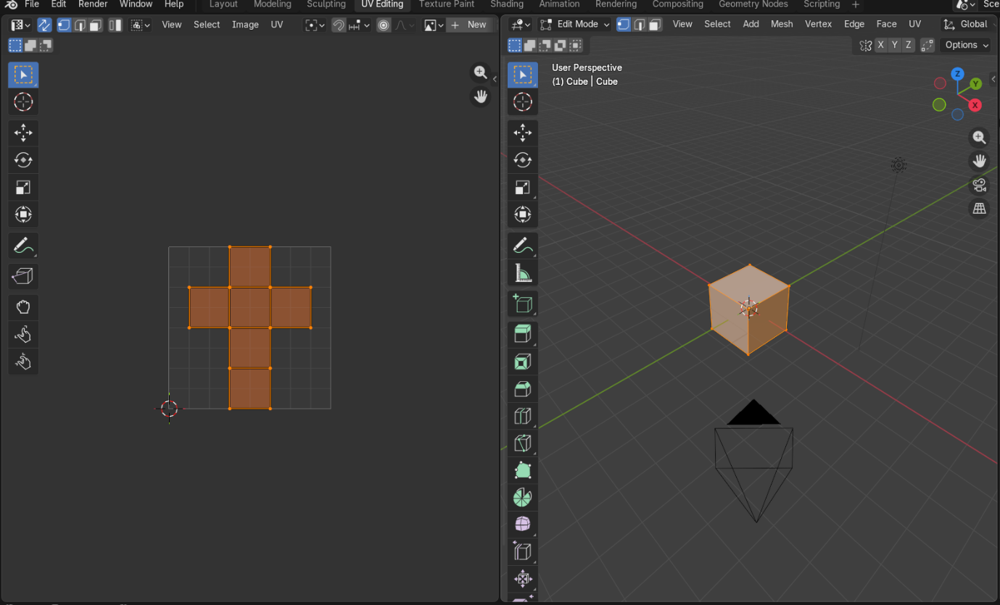 File Edit Render Window Help Layout Modeling Sculpting UV Editing Texture Paint Shading Animation Rendering Compositing Geometry Nodes Scripting + Sce
View Select Image UV + New
Edit Mode View Select Add Mesh Vertex Edge Face UV Global
X Y Z Options
User Perspective
(1) Cube | Cube
Z
Y
X